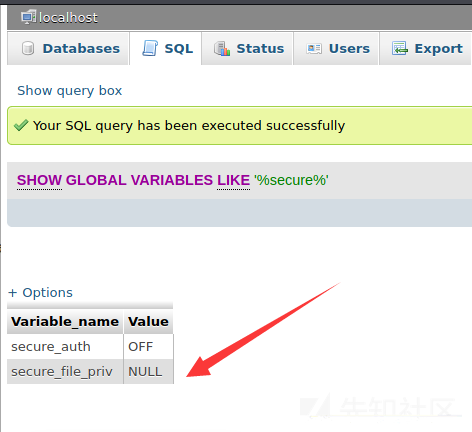 localhost
Databases SQL Status Users Export
Show query box
Your SQL query has been executed successfully
SHOW GLOBAL VARIABLES LIKE '%secure%'
+ Options
Variable_name Value
secure_auth OFF
secure_file_priv NULL
先知社区